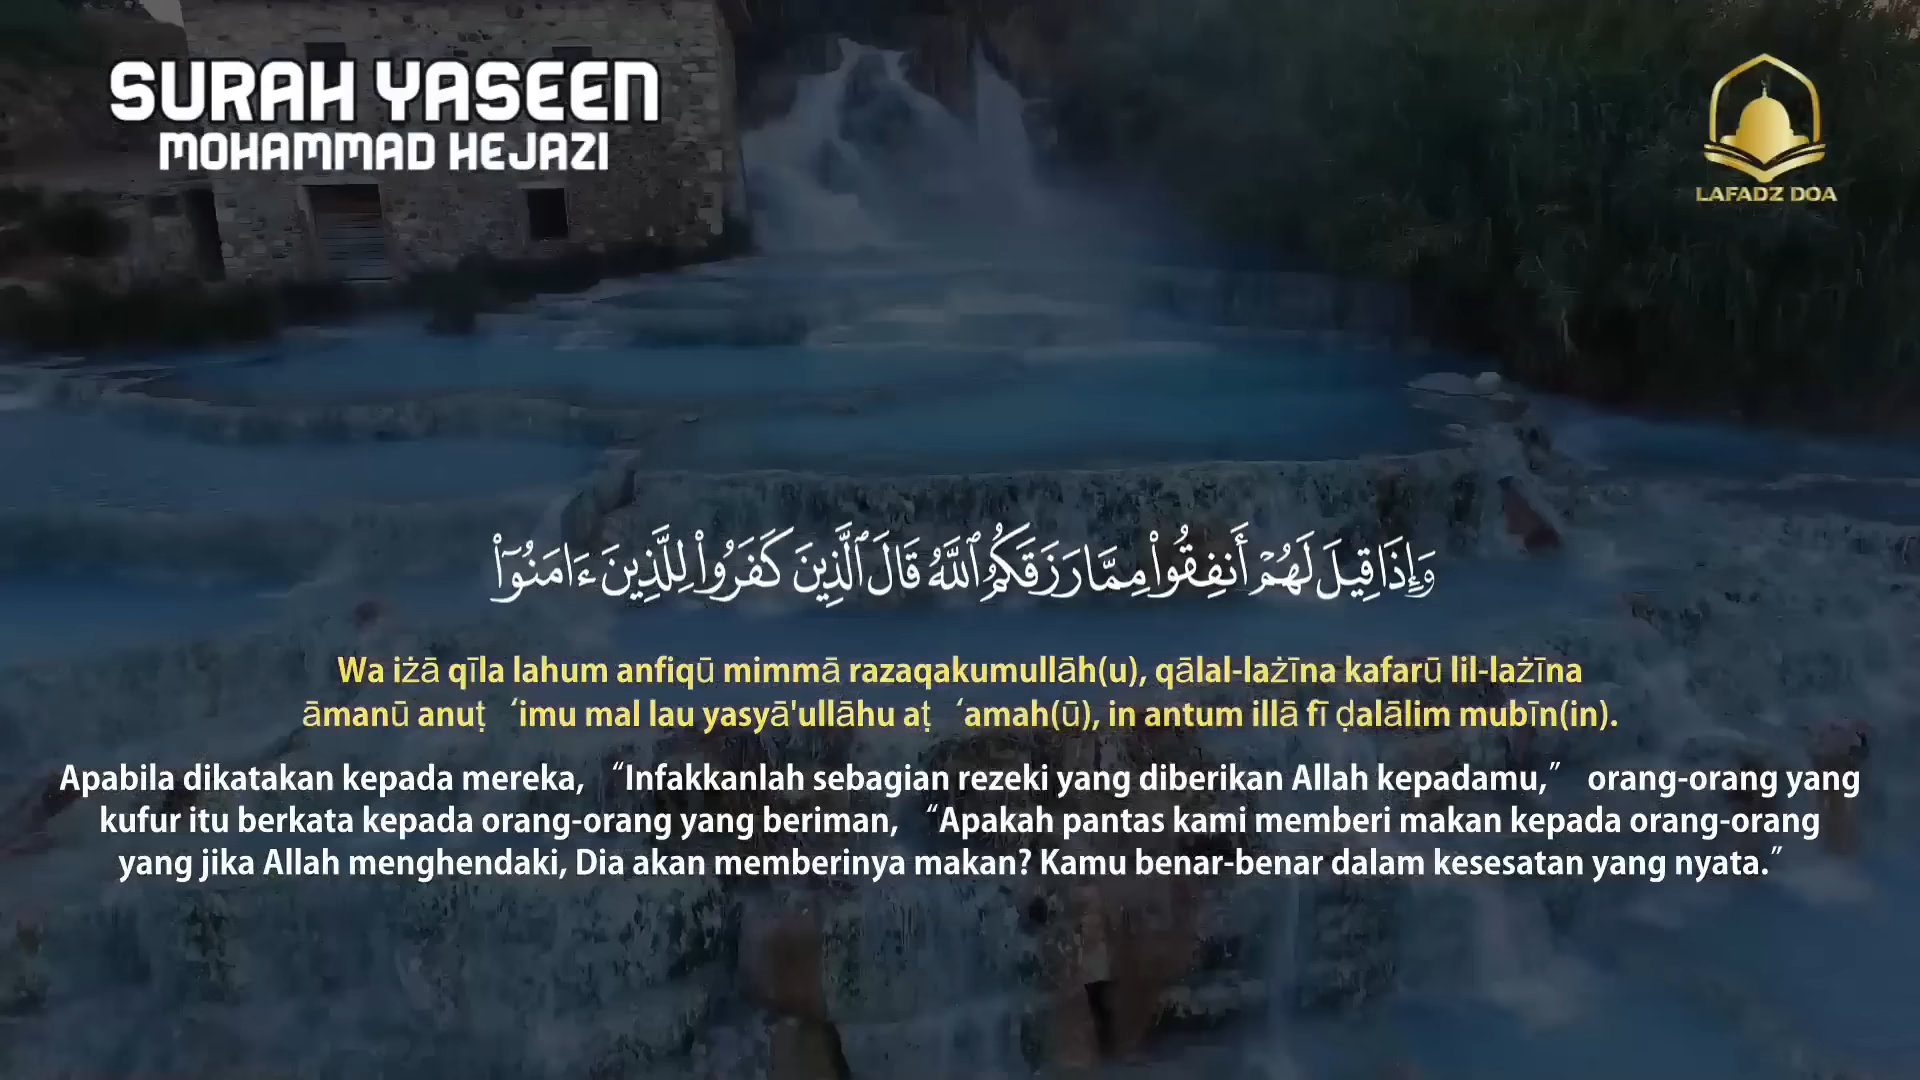 SURAH YASEEN
MOHAMMAD HEJAZI
LAFADZ DOA
وَإِذَا قِيلَ لَهُمْ أَنفِقُوا۟ مِمَّا رَزَقَكُمُ ٱللَّهُ قَالَ ٱلَّذِينَ كَفَرُوا۟ لِلَّذِينَ ءَامَنُوٓا۟
Wa iżā qīla lahum anfiqū mimmā razaqakumullāh(u), qālal-lażīna kafarū lil-lażīna
āmanū anuṭ ‘imu mal lau yasyā'ullāhu aṭ ‘amah(ū), in antum illā fī ḍalālim mubīn(in).
Apabila dikatakan kepada mereka, “Infakkanlah sebagian rezeki yang diberikan Allah kepadamu,” orang-orang yang
kufur itu berkata kepada orang-orang yang beriman, “Apakah pantas kami memberi makan kepada orang-orang
yang jika Allah menghendaki, Dia akan memberinya makan? Kamu benar-benar dalam kesesatan yang nyata.”